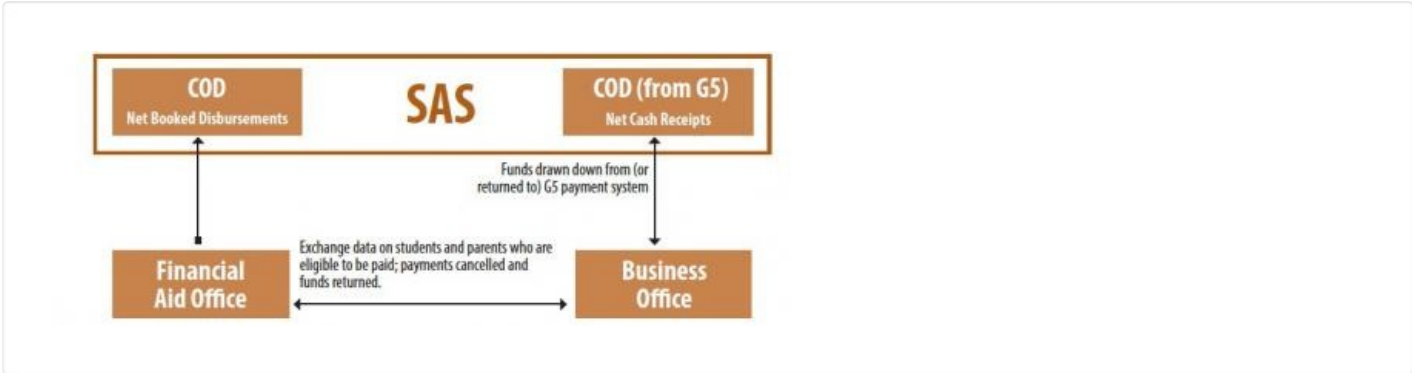 COD
Net Booked Disbursements
SAS
COD (from G5)
Net Cash Receipts
Funds drawn down from (or
returned to) G5 payment system
Exchange data on students and parents who are
eligible to be paid; payments cancelled and
funds returned.
Financial
Aid Office
Business
Office